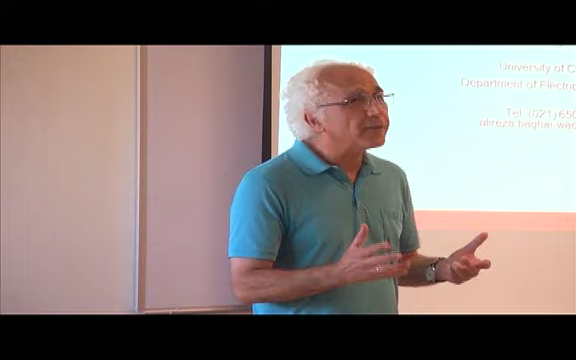 University of C
Department of Electric
Tel: (021) 650
alireza.baghai-wad